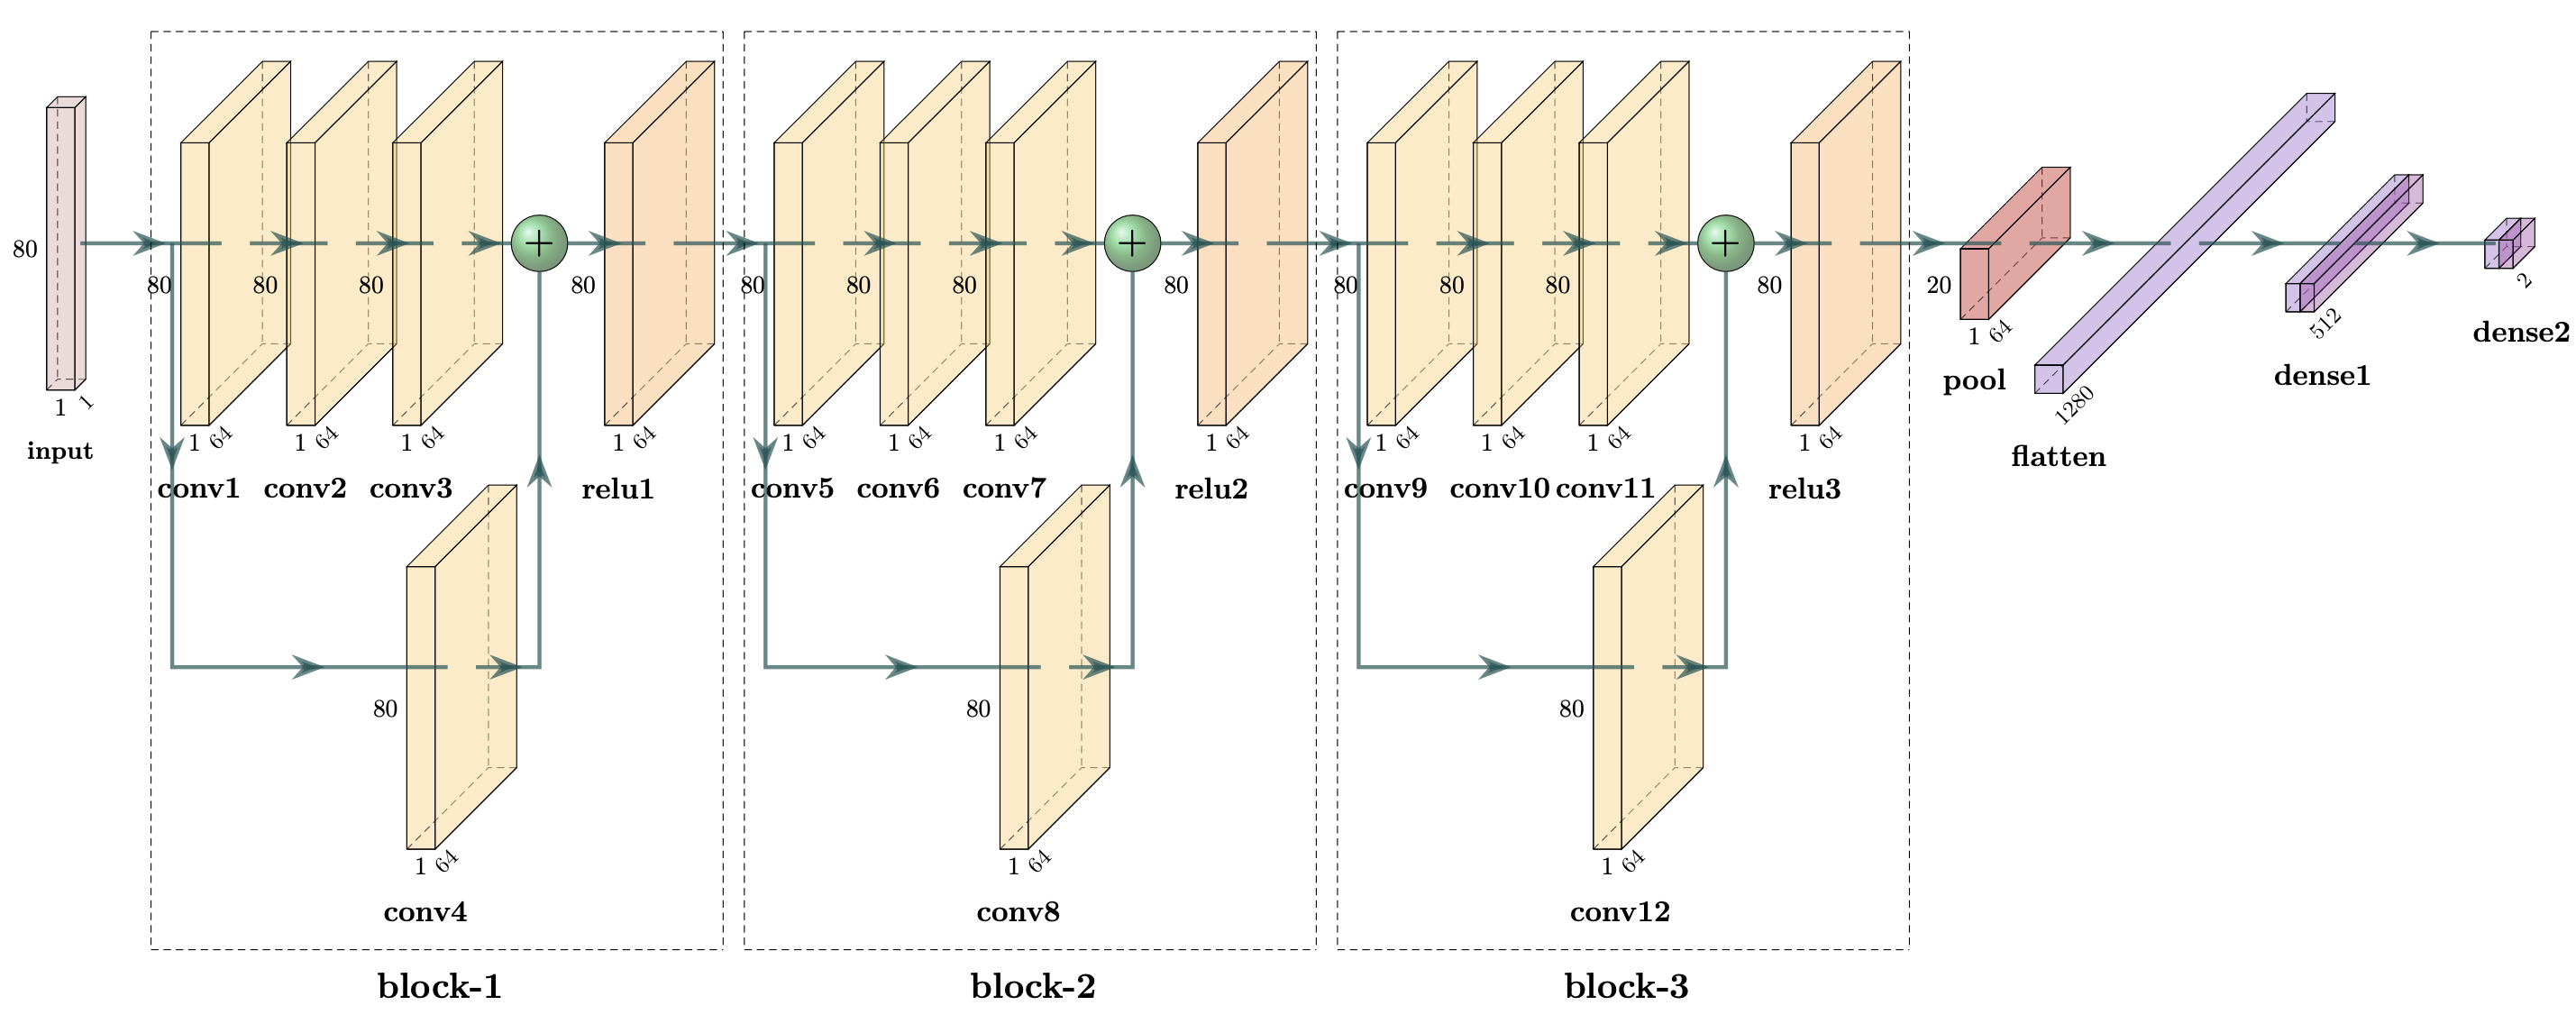 80
1 1
input
80
1 64
conv1
80
1 64
conv2
80
1 64
conv3
+
80
1 64
relu1
80
1 64
conv4
block-1
80
1 64
conv5
80
1 64
conv6
80
1 64
conv7
+
80
1 64
relu2
80
1 64
conv8
block-2
80
1 64
conv9
80
1 64
conv10
80
1 64
conv11
+
80
1 64
relu3
80
1 64
conv12
block-3
20
1 64
pool
1280
flatten
512
dense1
2
dense2